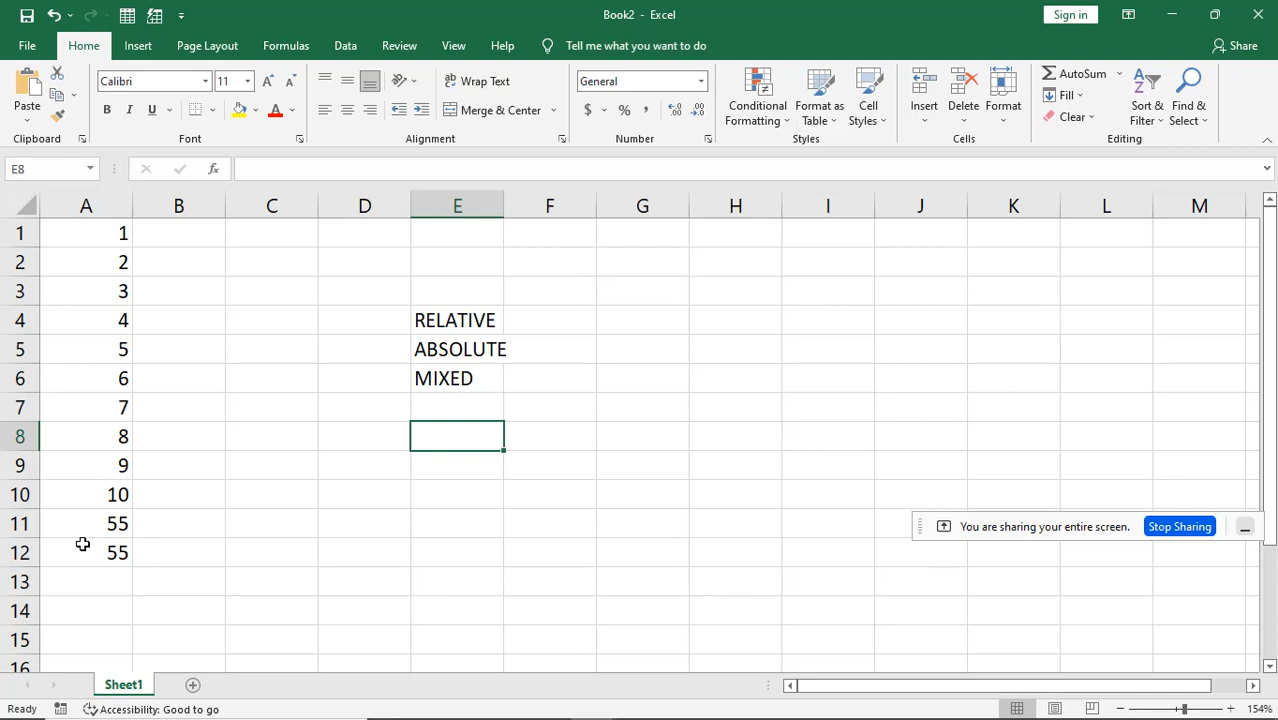 Book2 - Excel
Sign in
File Home Insert Page Layout Formulas Data Review View Help Tell me what you want to do Share
Paste
Clipboard
Calibri 11
B I U A
Font
Wrap Text
Merge & Center
Alignment
General
$ % ,
Number
Conditional Formatting
Format as Table
Cell Styles
Styles
Insert
Delete
Format
Cells
AutoSum
Fill
Clear
Sort & Filter
Find & Select
Editing
E8
fx
A B C D E F G H I J K L M
1 1
2 2
3 3
4 4 RELATIVE
5 5 ABSOLUTE
6 6 MIXED
7 7
8 8
9 9
10 10
11 55
You are sharing your entire screen. Stop Sharing
12 55
13
14
15
16
Sheet1
Ready Accessibility: Good to go 154%